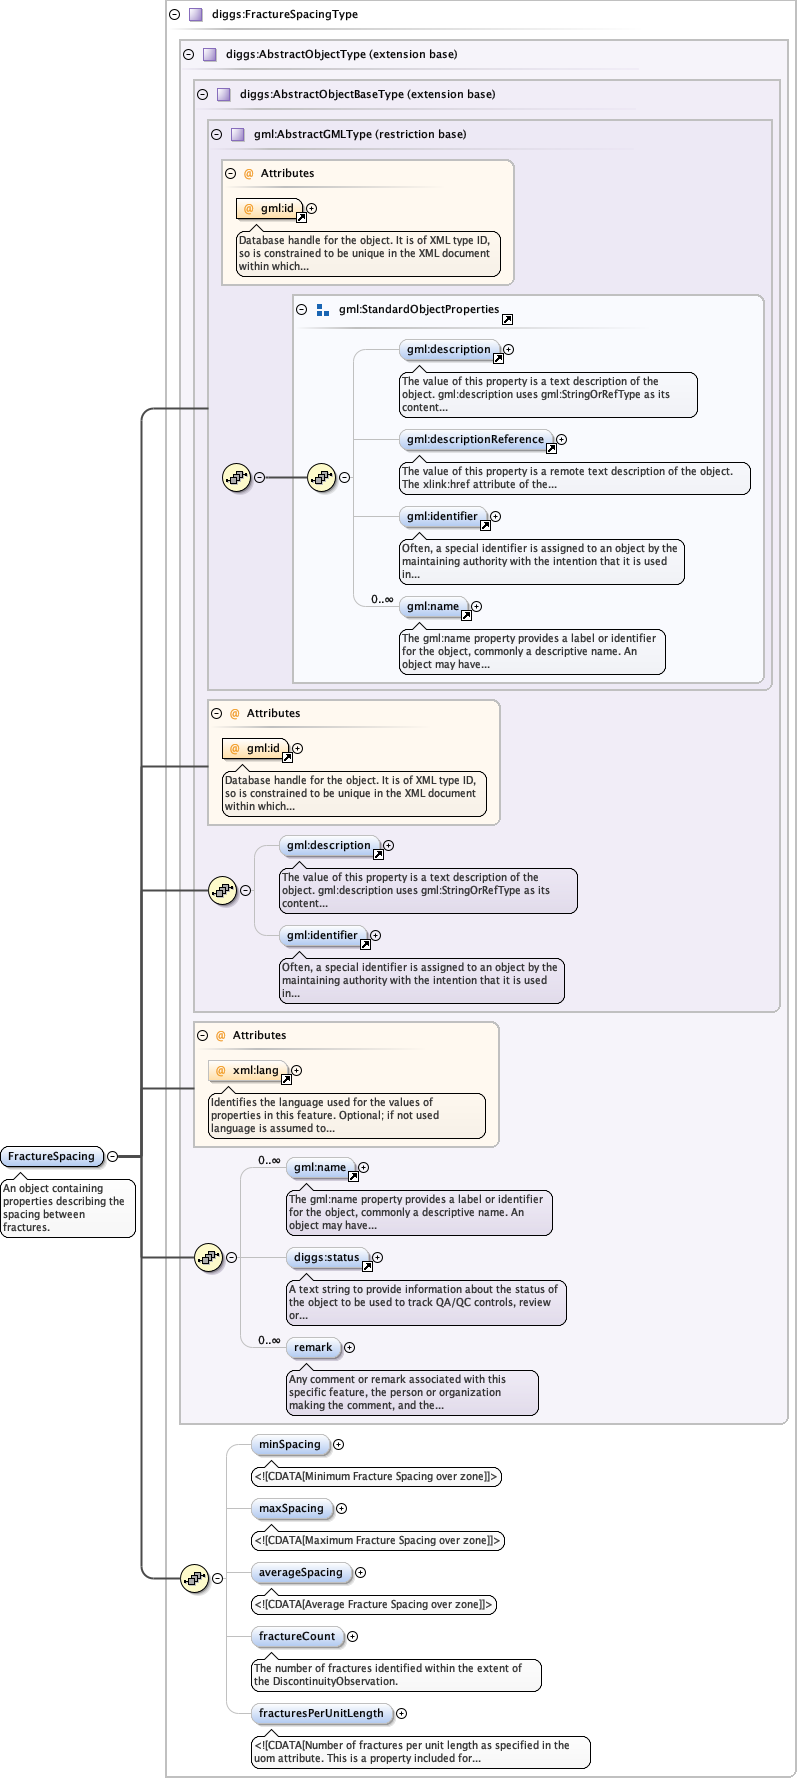 diggs:FractureSpacingType
diggs:AbstractObjectType (extension base)
diggs:AbstractObjectBaseType (extension base)
gml:AbstractGMLType (restriction base)
@ Attributes
@ gml:id
Database handle for the object. It is of XML type ID,
so is constrained to be unique in the XML document
within which...
gml:StandardObjectProperties
gml:description
The value of this property is a text description of the
object. gml:description uses gml:StringOrRefType as its
content...
gml:descriptionReference
The value of this property is a remote text description of the object.
The xlink:href attribute of the...
gml:identifier
Often, a special identifier is assigned to an object by the
maintaining authority with the intention that it is used
in...
0..∞
gml:name
The gml:name property provides a label or identifier
for the object, commonly a descriptive name. An
object may have...
@ Attributes
@ gml:id
Database handle for the object. It is of XML type ID,
so is constrained to be unique in the XML document
within which...
gml:description
The value of this property is a text description of the
object. gml:description uses gml:StringOrRefType as its
content...
gml:identifier
Often, a special identifier is assigned to an object by the
maintaining authority with the intention that it is used
in...
@ Attributes
@ xml:lang
Identifies the language used for the values of
properties in this feature. Optional; if not used
language is assumed to...
FractureSpacing
An object containing
properties describing the
spacing between
fractures.
0..∞
gml:name
The gml:name property provides a label or identifier
for the object, commonly a descriptive name. An
object may have...
diggs:status
A text string to provide information about the status of
the object to be used to track QA/QC controls, review
or...
0..∞
remark
Any comment or remark associated with this
specific feature, the person or organization
making the comment, and the...
minSpacing
<![CDATA[Minimum Fracture Spacing over zone]]>
maxSpacing
<![CDATA[Maximum Fracture Spacing over zone]]>
averageSpacing
<![CDATA[Average Fracture Spacing over zone]]>
fractureCount
The number of fractures identified within the extent of
the DiscontinuityObservation.
fracturesPerUnitLength
<![CDATA[Number of fractures per unit length as specified in the
uom attribute. This is a property included for...